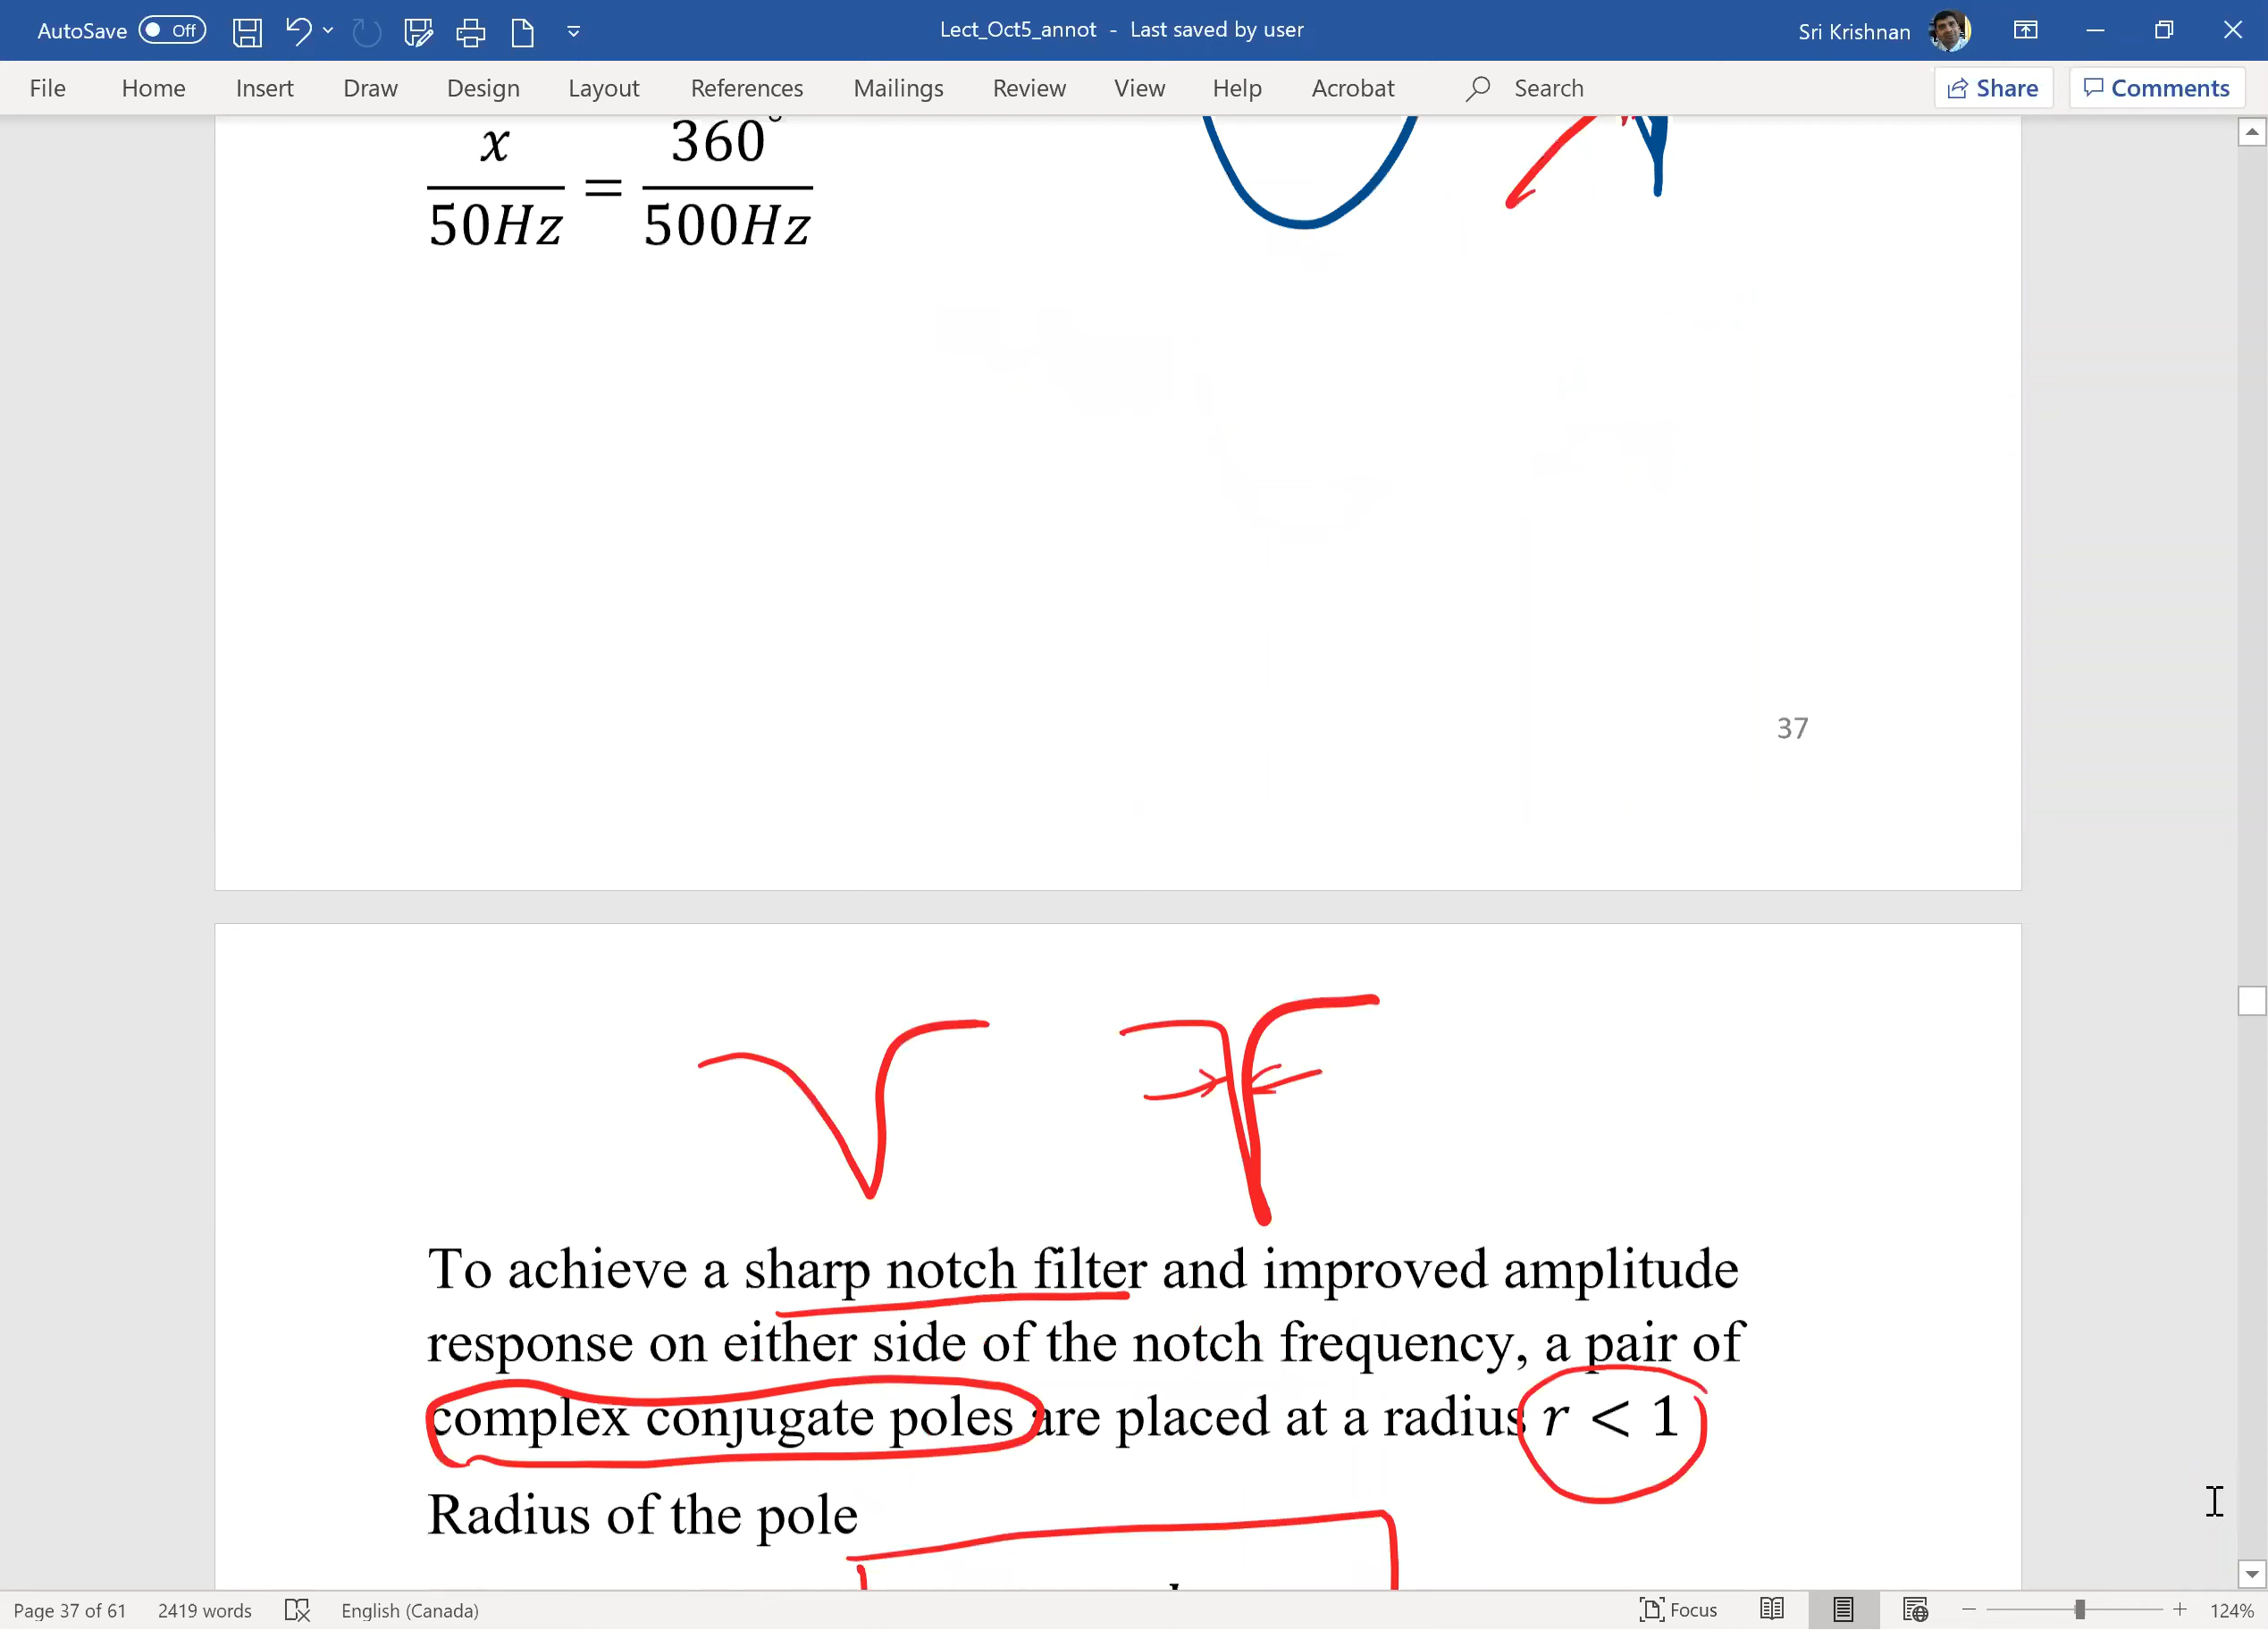 AutoSave Off Lect_Oct5_annot - Last saved by user Sri Krishnan
File Home Insert Draw Design Layout References Mailings Review View Help Acrobat Search Share Comments
x/50Hz = 360°/500Hz
37
To achieve a sharp notch filter and improved amplitude
response on either side of the notch frequency, a pair of
complex conjugate poles are placed at a radius r < 1
Radius of the pole
Page 37 of 61 2419 words English (Canada) Focus 124%